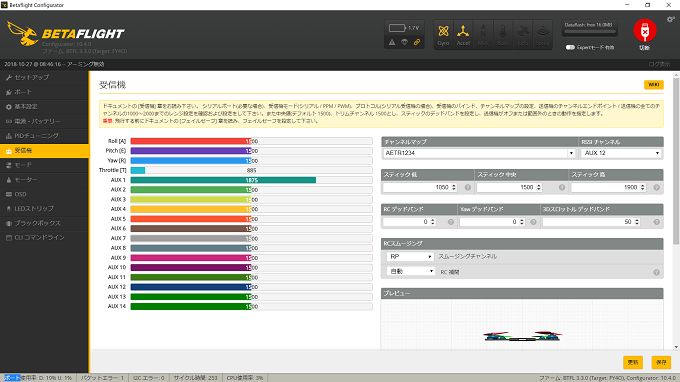 Betaflight Configurator
BETAFLIGHT
Configurator: 10.4.0
ファーム: BTFL 3.3.0 (Target: FY4O)
1.7 V
Gyro
Accel
Dataflash: free 16.0MB
Expertモード 有効
切断
2018-10-27 @ 08:46:16 -- アーミング無効
ログ表示
セットアップ
ポート
基本設定
電源・バッテリー
PIDチューニング
受信機
モード
モーター
OSD
LEDストリップ
ブラックボックス
CLI コマンドライン
受信機
WIKI
ドキュメントの [受信機] 章をお読み下さい。シリアルポート(必要な場合)、受信機モード(シリアル / PPM / PWM)、プロトコル(シリアル受信機の場合)、受信機のバインド、チャンネルマップの設定、送信機のチャンネルエンドポイント / 送信機の全てのチ
ャンネルの1000〜2000までのレンジ設定を確認および設定をして下さい。また中央値(デフォルト 1500)、トリムチャンネル 1500とし、スティックのデッドバンドを設定し、送信機がオフまたは範囲外のときの動作を指定します。
重要: 飛行する前にドキュメントの [フェイルセーフ] 章を読み、フェイルセーフを設定して下さい。
Roll [A] 1500
Pitch [E] 1500
Yaw [R] 1500
Throttle [T] 885
AUX 1 1875
AUX 2 1500
AUX 3 1500
AUX 4 1500
AUX 5 1500
AUX 6 1500
AUX 7 1500
AUX 8 1500
AUX 9 1500
AUX 10 1500
AUX 11 1500
AUX 12 1500
AUX 13 1500
AUX 14 1500
チャンネルマップ
RSSI チャンネル
AETR1234
AUX 12
スティック 低
スティック 中央
スティック 高
1050
1500
1900
RC デッドバンド
Yaw デッドバンド
3Dスロットル デッドバンド
0
0
50
RCスムージング
RP
スムージングチャンネル
自動
RC 補間
プレビュー
更新
保存
ポート使用率: D: 19% U: 1%
パケットエラー: 1
I2C エラー: 0
サイクル時間: 253
CPU使用率: 3%
ファーム: BTFL 3.3.0 (Target: FY4O), Configurator: 10.4.0